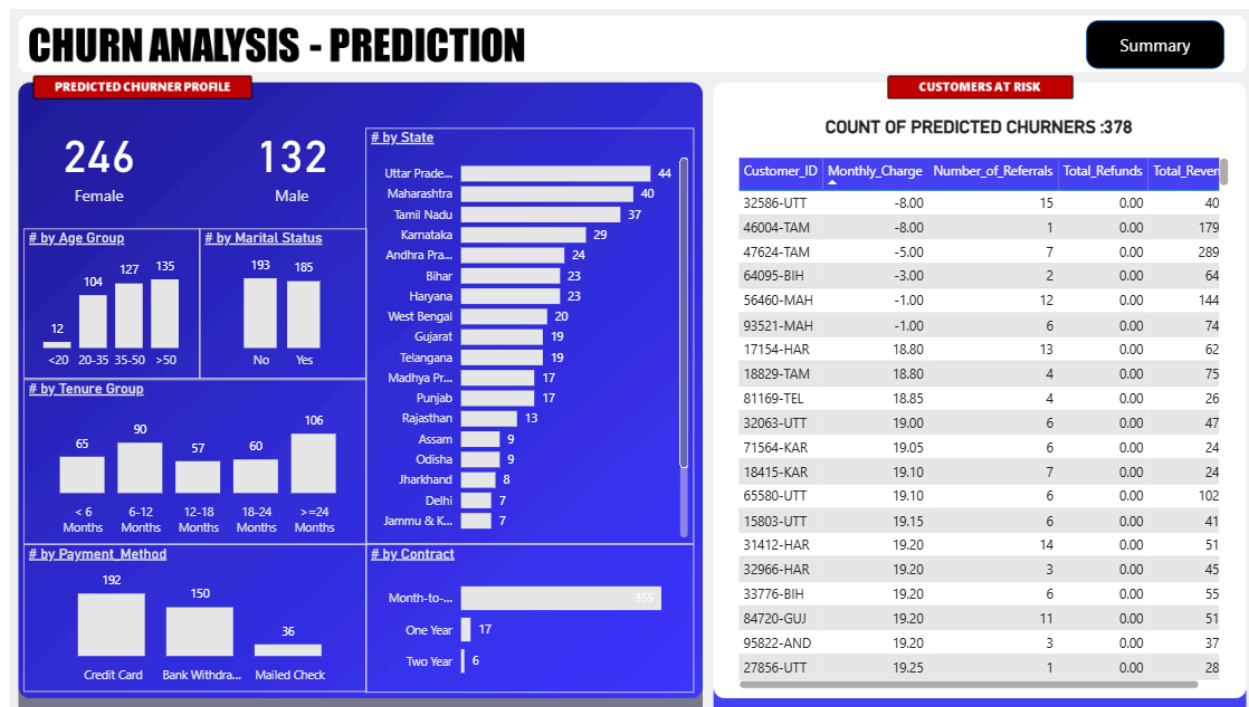 CHURN ANALYSIS - PREDICTION
Summary
PREDICTED CHURNER PROFILE
246
Female
132
Male
# by Age Group
12
104
127
135
<20 20-35 35-50 >50
# by Marital Status
193
185
No Yes
# by Tenure Group
65
90
57
60
106
< 6 Months
6-12 Months
12-18 Months
18-24 Months
>=24 Months
# by Payment_Method
192
150
36
Credit Card Bank Withdra... Mailed Check
# by State
Uttar Prade... 44
Maharashtra 40
Tamil Nadu 37
Karnataka 29
Andhra Pra... 24
Bihar 23
Haryana 23
West Bengal 20
Gujarat 19
Telangana 19
Madhya Pr... 17
Punjab 17
Rajasthan 13
Assam 9
Odisha 9
Jharkhand 8
Delhi 7
Jammu & K... 7
# by Contract
Month-to-... 355
One Year 17
Two Year 6
CUSTOMERS AT RISK
COUNT OF PREDICTED CHURNERS :378
Customer_ID Monthly_Charge Number_of_Referrals Total_Refunds Total_Reven
32586-UTT -8.00 15 0.00 40
46004-TAM -8.00 1 0.00 179
47624-TAM -5.00 7 0.00 289
64095-BIH -3.00 2 0.00 64
56460-MAH -1.00 12 0.00 144
93521-MAH -1.00 6 0.00 74
17154-HAR 18.80 13 0.00 62
18829-TAM 18.80 4 0.00 75
81169-TEL 18.85 4 0.00 26
32063-UTT 19.00 6 0.00 47
71564-KAR 19.05 6 0.00 24
18415-KAR 19.10 7 0.00 24
65580-UTT 19.10 6 0.00 102
15803-UTT 19.15 6 0.00 41
31412-HAR 19.20 14 0.00 51
32966-HAR 19.20 3 0.00 45
33776-BIH 19.20 6 0.00 55
84720-GUJ 19.20 11 0.00 51
95822-AND 19.20 3 0.00 37
27856-UTT 19.25 1 0.00 28